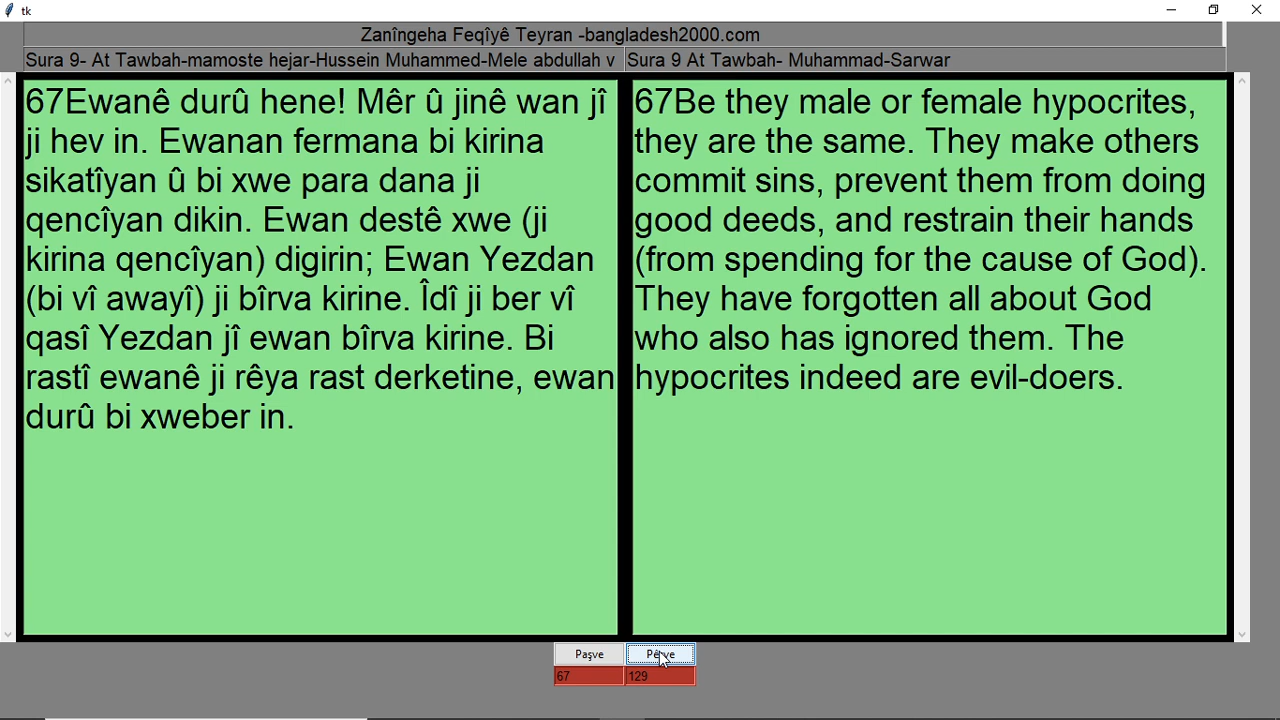 tk
Zanîngeha Feqîyê Teyran -bangladesh2000.com
Sura 9- At Tawbah-mamoste hejar-Hussein Muhammed-Mele abdullah v
Sura 9 At Tawbah- Muhammad-Sarwar
67Ewanê durû hene! Mêr û jinê wan jî
ji hev in. Ewanan fermana bi kirina
sikatîyan û bi xwe para dana ji
qencîyan dikin. Ewan destê xwe (ji
kirina qencîyan) digirin; Ewan Yezdan
(bi vî awayî) ji bîrva kirine. Îdî ji ber vî
qasî Yezdan jî ewan bîrva kirine. Bi
rastî ewanê ji rêya rast derketine, ewan
durû bi xweber in.
67Be they male or female hypocrites,
they are the same. They make others
commit sins, prevent them from doing
good deeds, and restrain their hands
(from spending for the cause of God).
They have forgotten all about God
who also has ignored them. The
hypocrites indeed are evil-doers.
Paşve
Pêşve
67
129